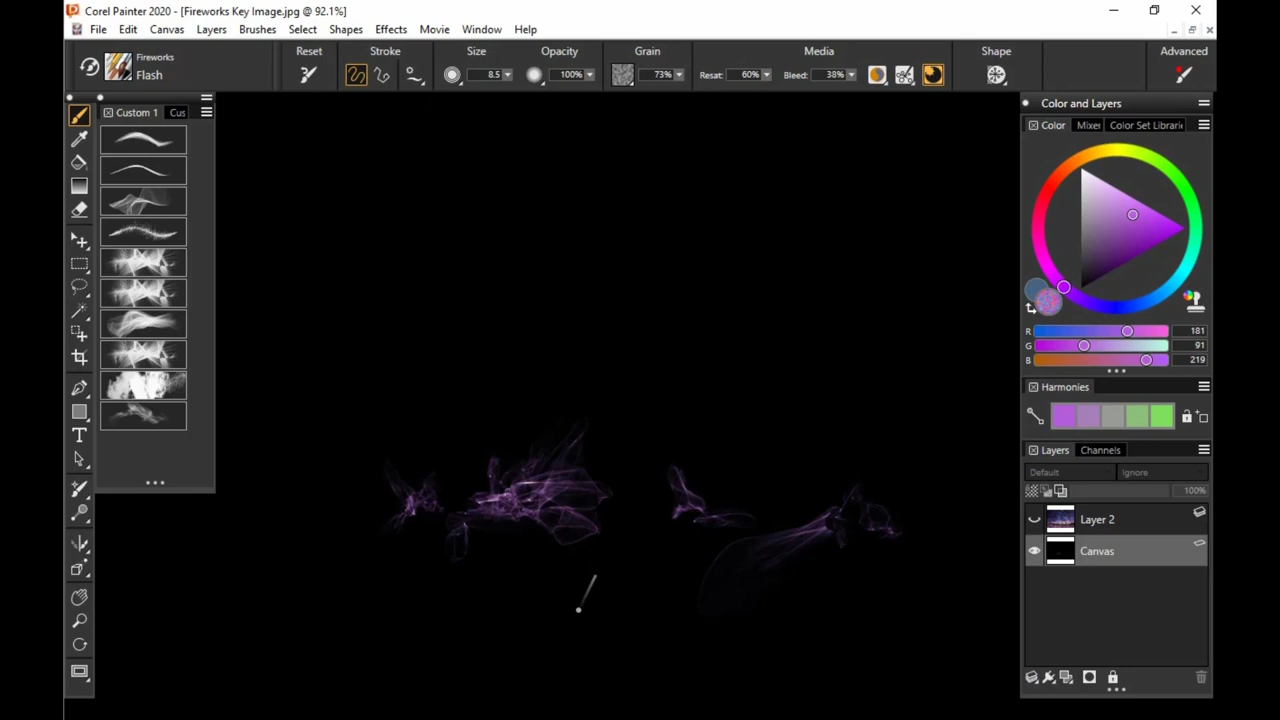 Corel Painter 2020 - [Fireworks Key Image.jpg @ 92.1%]
File Edit Canvas Layers Brushes Select Shapes Effects Movie Window Help
Fireworks
Flash
Reset
Stroke
Size
8.5
Opacity
100%
Grain
73%
Media
Resat: 60%
Bleed: 38%
Shape
Advanced
Custom 1
Cus
Color and Layers
Color
Mixer
Color Set Librari
R 181
G 91
B 219
Harmonies
Layers
Channels
Default
Ignore
100%
Layer 2
Canvas
T